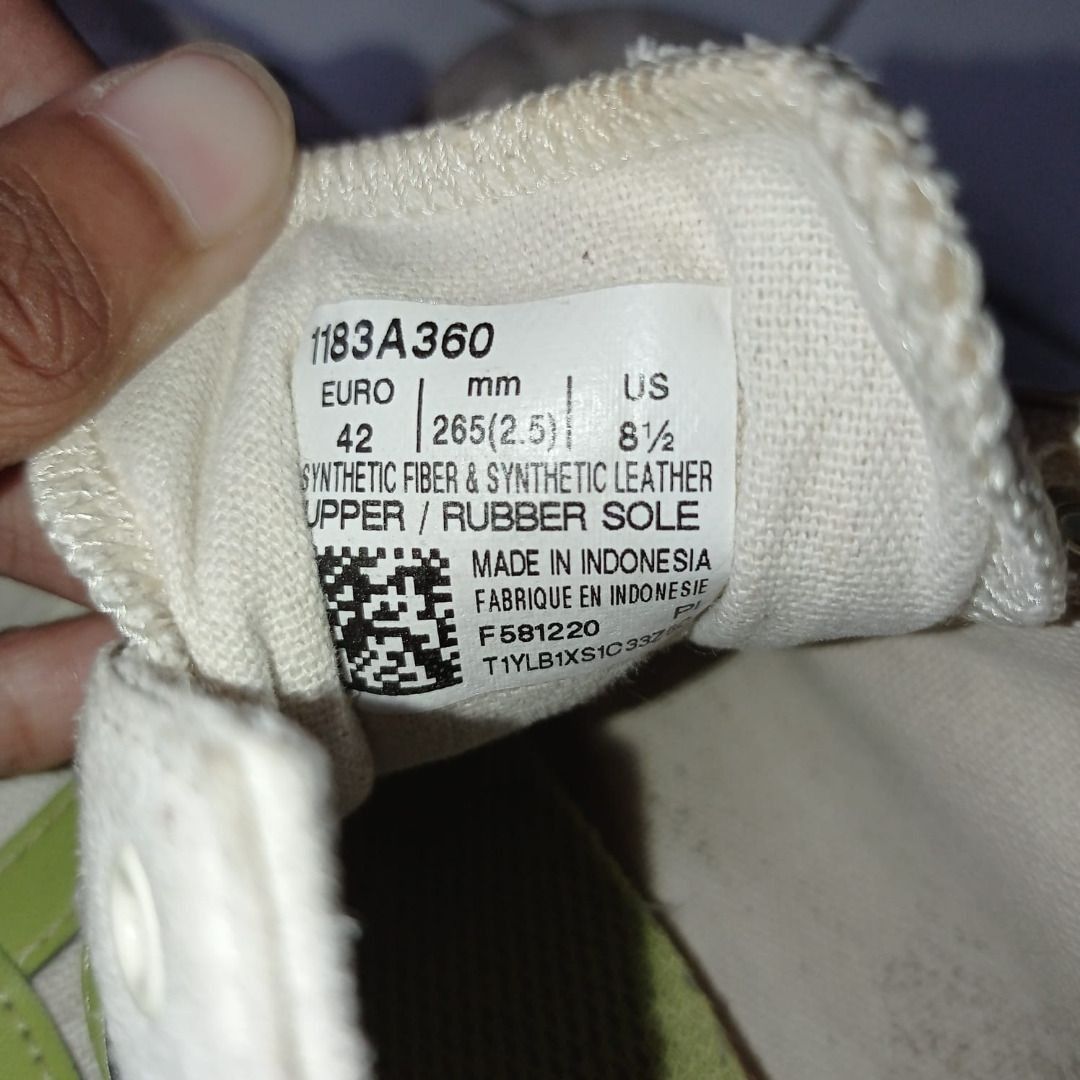 1183A360
EURO | mm | US
42 | 265(2.5) | 8½
SYNTHETIC FIBER & SYNTHETIC LEATHER
UPPER / RUBBER SOLE
MADE IN INDONESIA
FABRIQUE EN INDONESIE
F581220